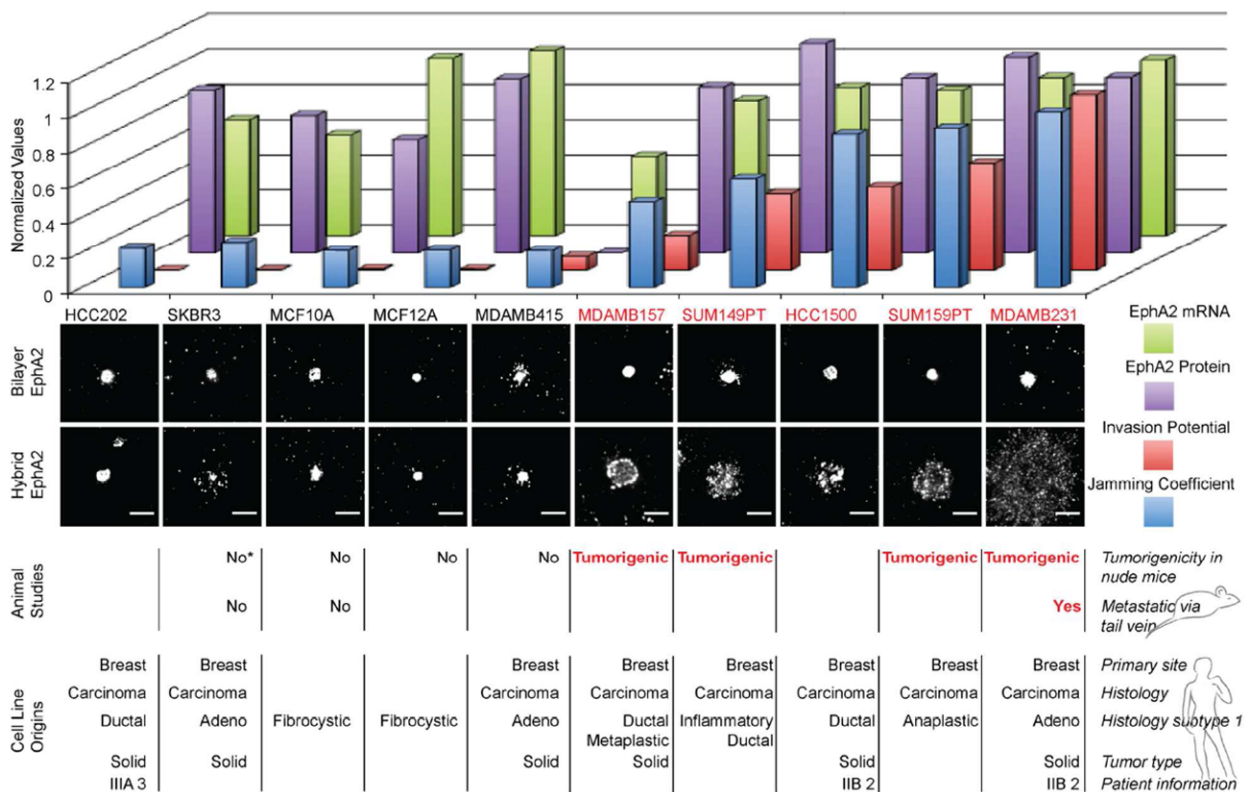 Normalized Values
1.2
1
0.8
0.6
0.4
0.2
0
HCC202 SKBR3 MCF10A MCF12A MDAMB415 MDAMB157 SUM149PT HCC1500 SUM159PT MDAMB231
EphA2 mRNA
EphA2 Protein
Invasion Potential
Jamming Coefficient
Bilayer
EphA2
Hybrid
EphA2
Animal
Studies
No* No No No Tumorigenic Tumorigenic Tumorigenic Tumorigenic Tumorigenicity in
nude mice
No No Yes Metastatic via
tail vein
Cell Line
Origins
Breast Breast Breast Breast Breast Breast Breast Breast Primary site
Carcinoma Carcinoma Carcinoma Carcinoma Carcinoma Carcinoma Carcinoma Carcinoma Histology
Ductal Adeno Fibrocystic Fibrocystic Adeno Ductal Inflammatory Ductal Anaplastic Adeno Histology subtype 1
Metaplastic Ductal
Solid Solid Solid Solid Solid Solid Tumor type
IIIA 3 IIB 2 IIB 2 Patient information